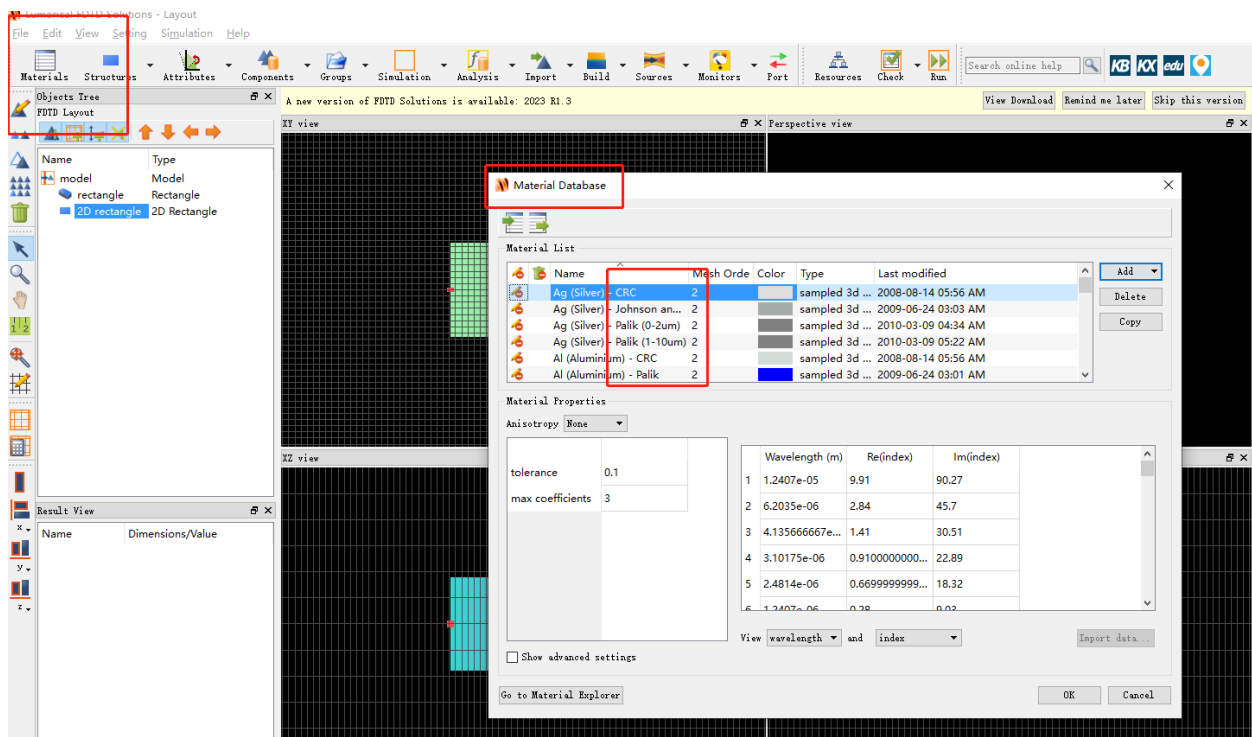 Lumerical FDTD Solutions - Layout
File Edit View Setting Simulation Help
Materials Structures Attributes Components Groups Simulation Analysis Import Build Sources Monitors Port Resources Check Run Search online help KB KX edu
Objects Tree
A new version of FDTD Solutions is available: 2023 R1.3 View Download Remind me later Skip this version
FDTD Layout
XY view
Perspective view
Name Type
model Model
rectangle Rectangle
2D rectangle 2D Rectangle
XZ view
Result View
Name Dimensions/Value
x
y
z
Material Database
Material List
Name Mesh Orde Color Type Last modified
Ag (Silver) - CRC 2 sampled 3d ... 2008-08-14 05:56 AM
Ag (Silver) - Johnson an... 2 sampled 3d ... 2009-06-24 03:03 AM
Ag (Silver) - Palik (0-2um) 2 sampled 3d ... 2010-03-09 04:34 AM
Ag (Silver) - Palik (1-10um) 2 sampled 3d ... 2010-03-09 05:22 AM
Al (Aluminium) - CRC 2 sampled 3d ... 2008-08-14 05:56 AM
Al (Aluminium) - Palik 2 sampled 3d ... 2009-06-24 03:01 AM
Add
Delete
Copy
Material Properties
Anisotropy None
tolerance 0.1
max coefficients 3
Wavelength (m) Re(index) Im(index)
1 1.2407e-05 9.91 90.27
2 6.2035e-06 2.84 45.7
3 4.135666667e... 1.41 30.51
4 3.10175e-06 0.9100000000... 22.89
5 2.4814e-06 0.6699999999... 18.32
6 1.2407e-06 0.28 9.03
View wavelength and index Import data...
Show advanced settings
Go to Material Explorer OK Cancel